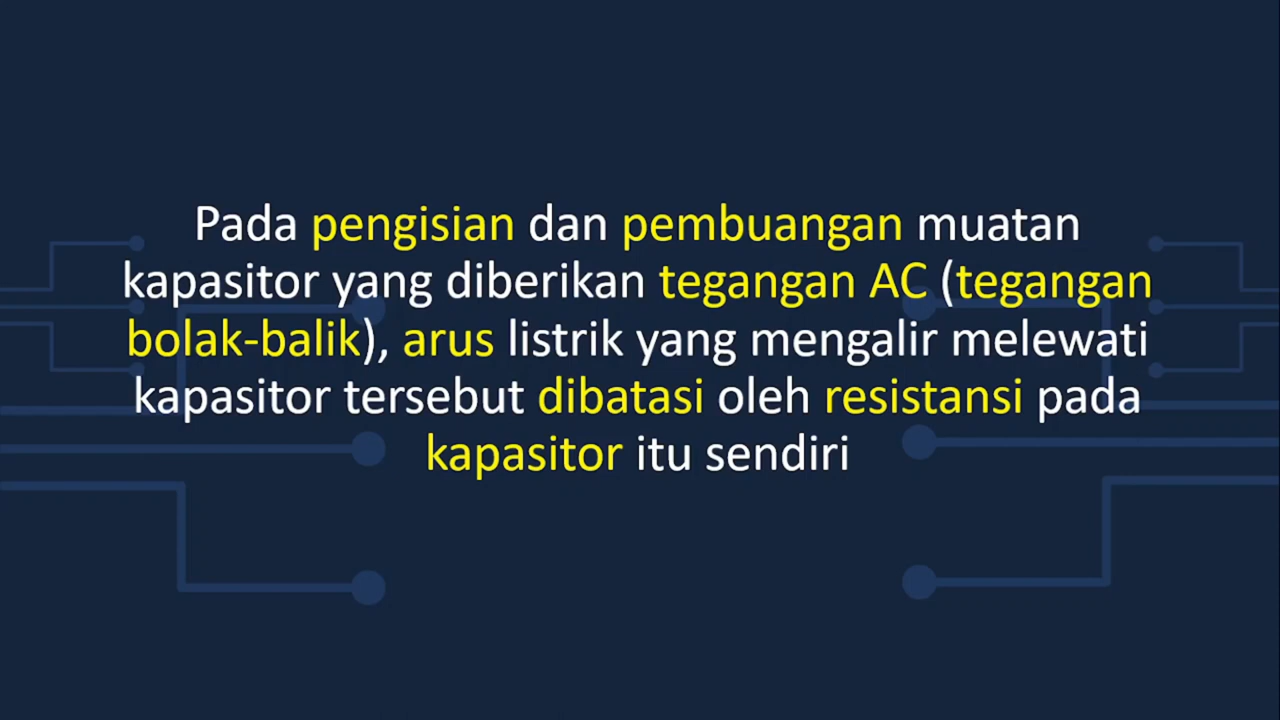 Pada pengisian dan pembuangan muatan
kapasitor yang diberikan tegangan AC (tegangan
bolak-balik), arus listrik yang mengalir melewati
kapasitor tersebut dibatasi oleh resistansi pada
kapasitor itu sendiri